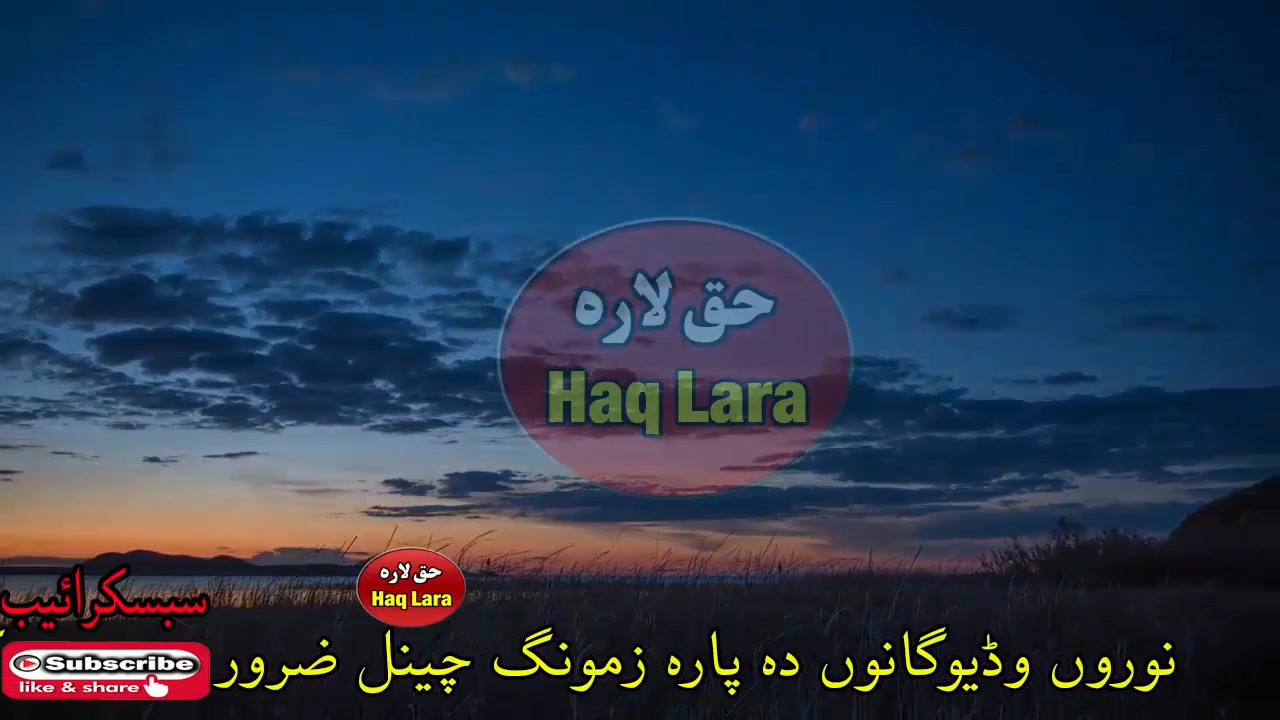 حق لاره
Haq Lara
حق لاره
Haq Lara
سبسکرائیب
نوروں وڈیوگانوں ده پاره زمونگ چینل ضرور
Subscribe
like & share